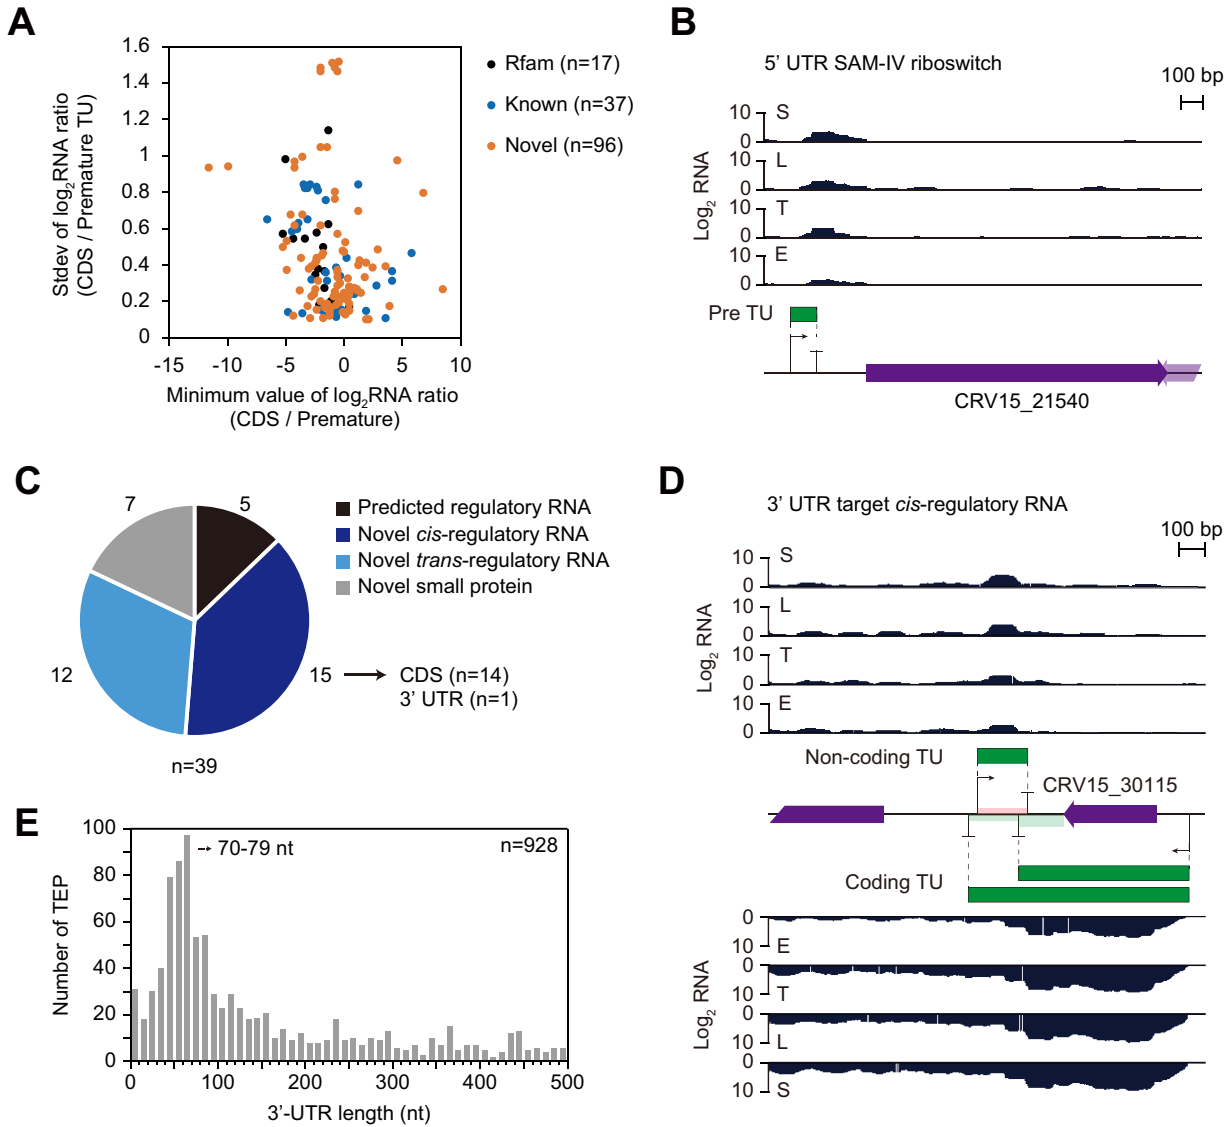 A
1.6
1.4
1.2
1
0.8
0.6
0.4
0.2
0
-15 -10 -5 0 5 10
Stdev of log2RNA ratio
(CDS / Premature TU)
Minimum value of log2RNA ratio
(CDS / Premature)
Rfam (n=17)
Known (n=37)
Novel (n=96)
B
5’ UTR SAM-IV riboswitch
100 bp
Log2 RNA
10 S
0
10 L
0
10 T
0
10 E
0
Pre TU
CRV15_21540
C
7 5
12 15
n=39
Predicted regulatory RNA
Novel cis-regulatory RNA
Novel trans-regulatory RNA
Novel small protein
CDS (n=14)
3’ UTR (n=1)
D
3’ UTR target cis-regulatory RNA
100 bp
Log2 RNA
10 S
0
10 L
0
10 T
0
10 E
0
Non-coding TU
CRV15_30115
Coding TU
Log2 RNA
0
10 E
0
10 T
0
10 L
0
10 S
E
100
80
60
40
20
0
0 100 200 300 400 500
Number of TEP
3’-UTR length (nt)
70-79 nt
n=928